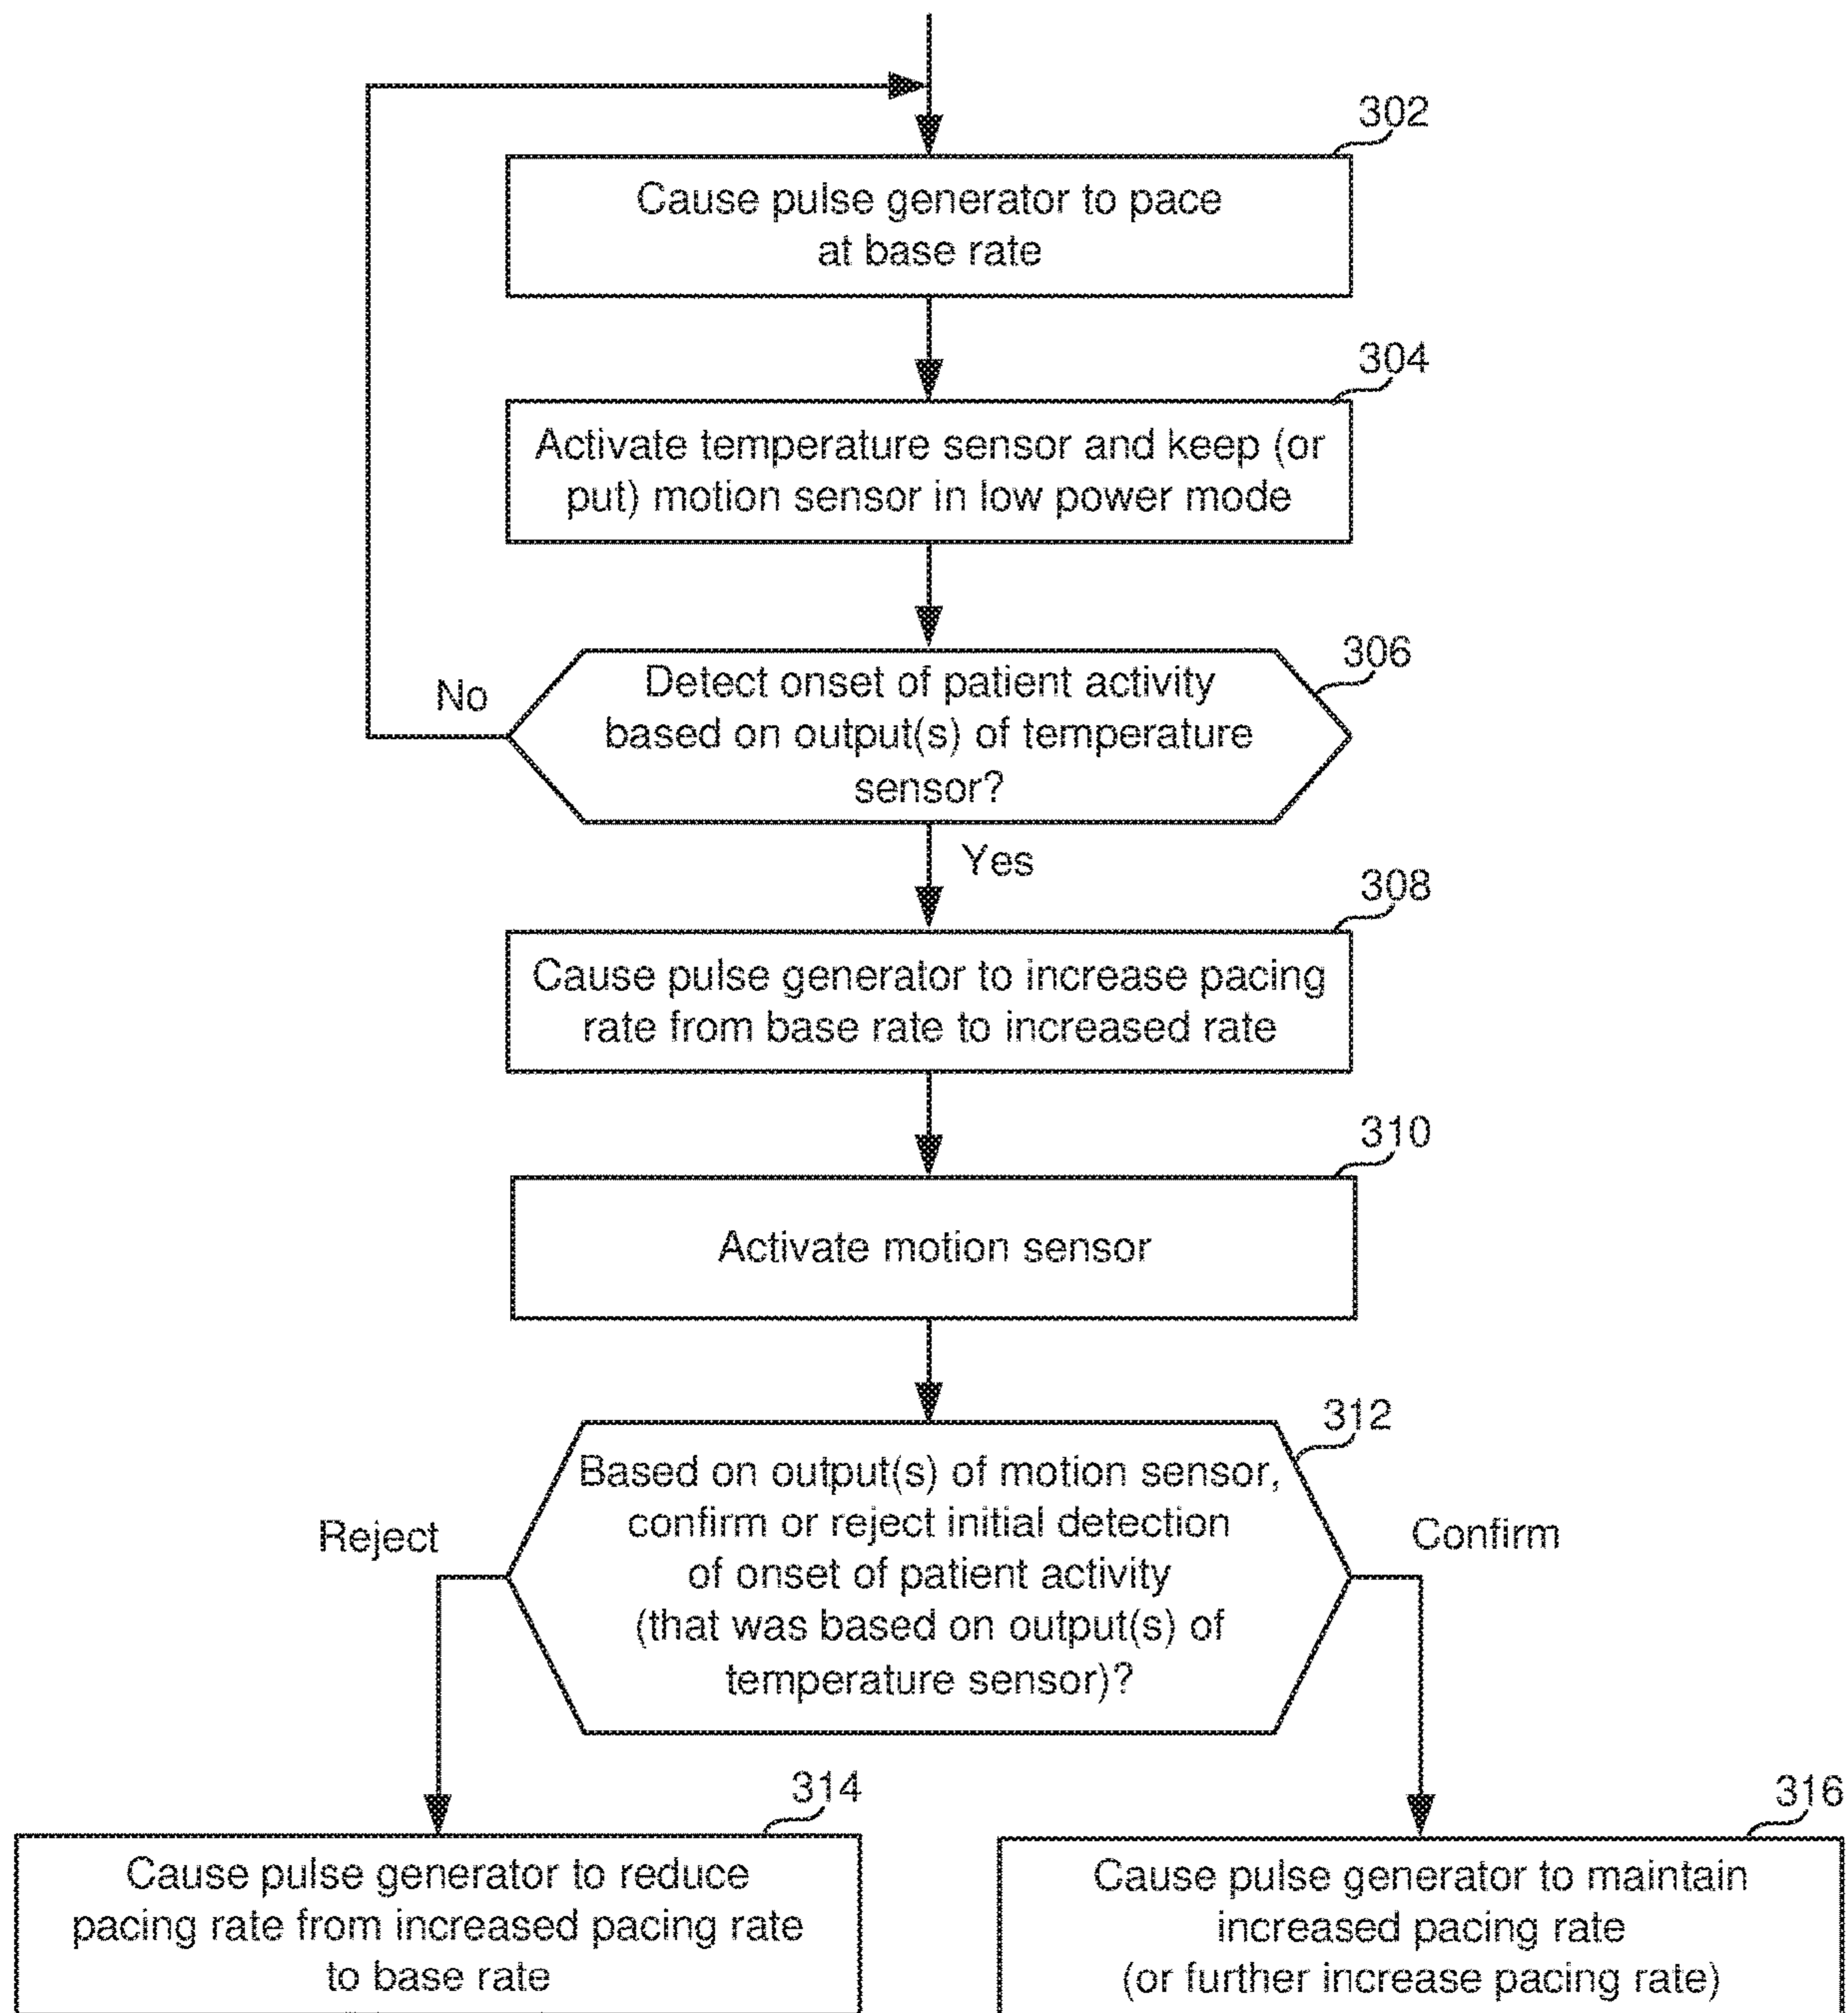 302
Cause pulse generator to pace
at base rate
304
Activate temperature sensor and keep (or
put) motion sensor in low power mode
306
Detect onset of patient activity
based on output(s) of temperature
sensor?
No
Yes
308
Cause pulse generator to increase pacing
rate from base rate to increased rate
310
Activate motion sensor
312
Based on output(s) of motion sensor,
confirm or reject initial detection
of onset of patient activity
(that was based on output(s) of
temperature sensor)?
Reject
Confirm
314
Cause pulse generator to reduce
pacing rate from increased pacing rate
to base rate
316
Cause pulse generator to maintain
increased pacing rate
(or further increase pacing rate)